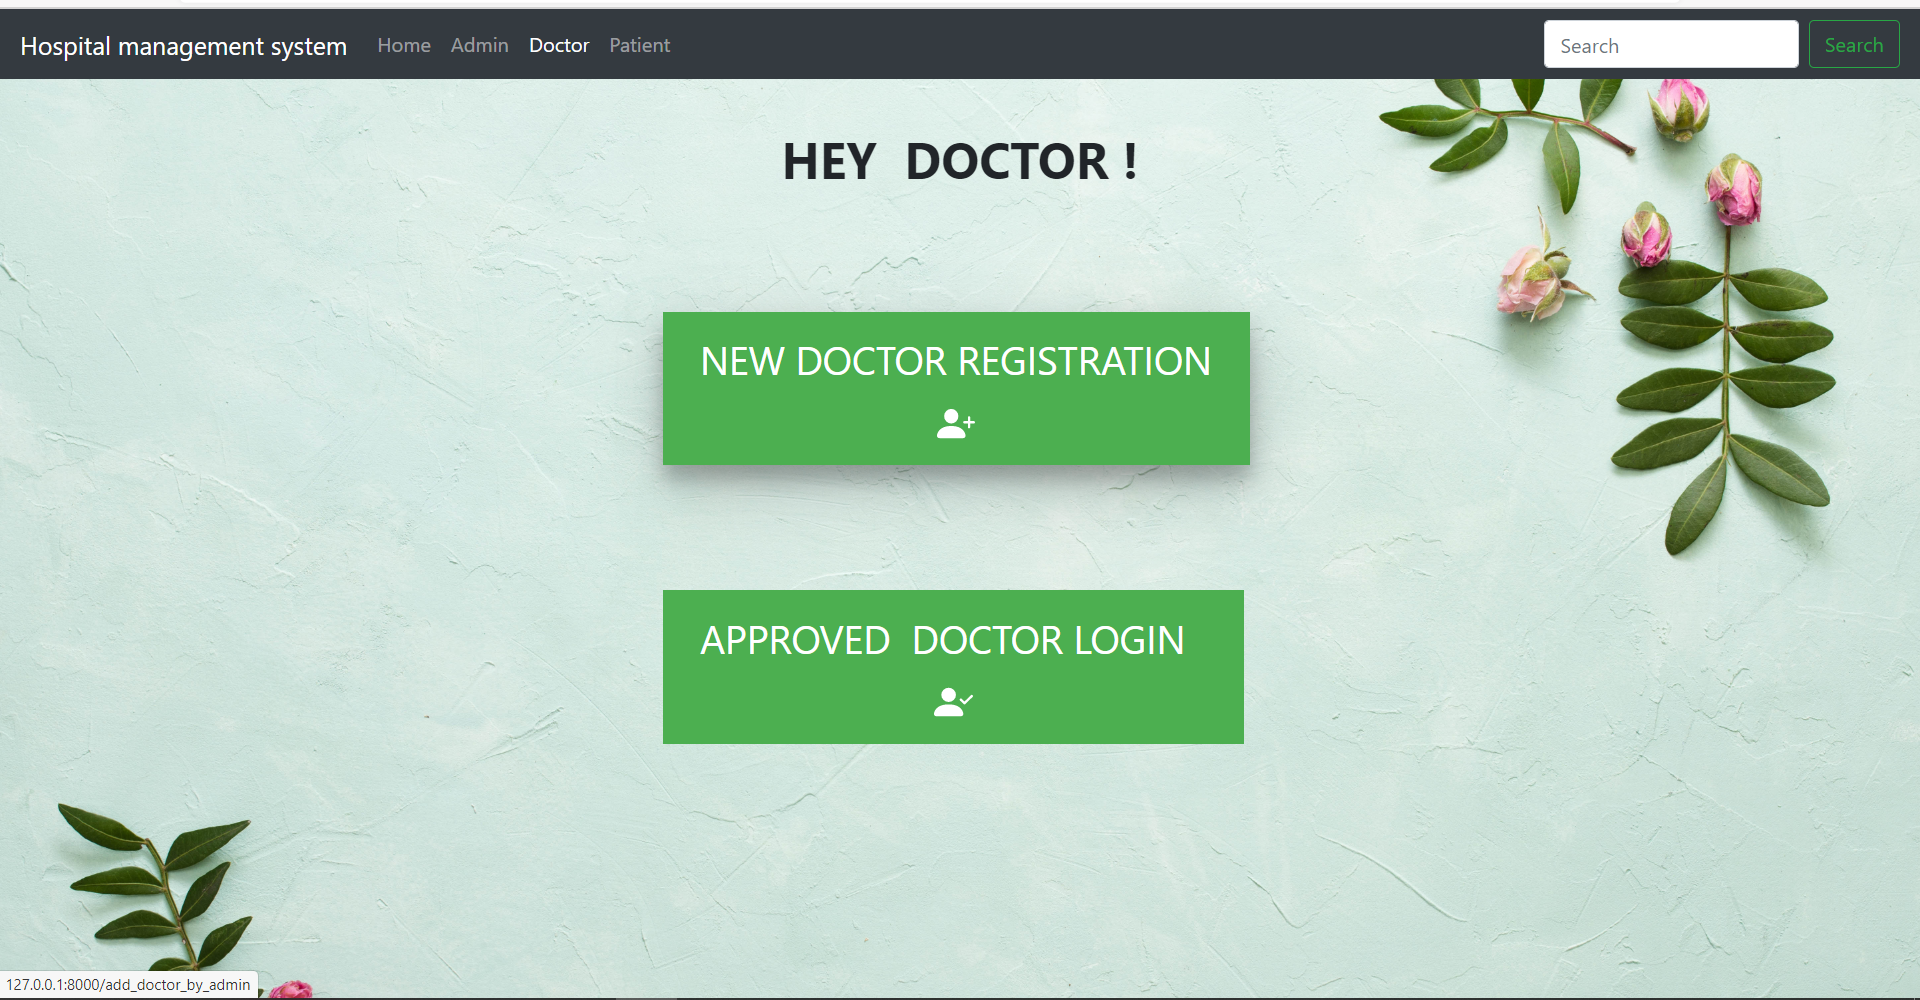 Hospital management system Home Admin Doctor Patient Search Search
HEY DOCTOR !
NEW DOCTOR REGISTRATION
APPROVED DOCTOR LOGIN
127.0.0.1:8000/add_doctor_by_admin